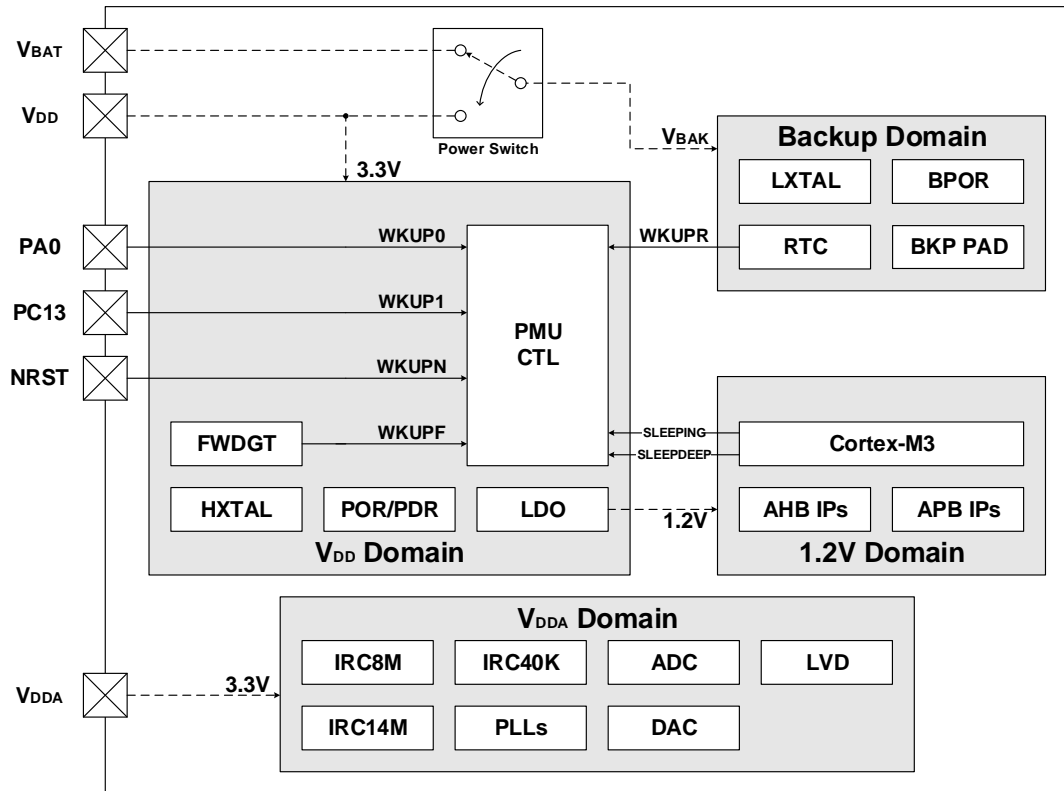 VBAT
VDD
Power Switch
3.3V
VBAK
Backup Domain
LXTAL
BPOR
RTC
BKP PAD
PA0
WKUP0
WKUPR
PC13
WKUP1
PMU
CTL
NRST
WKUPN
FWDGT
WKUPF
SLEEPING
SLEEPDEEP
Cortex-M3
HXTAL
POR/PDR
LDO
1.2V
AHB IPs
APB IPs
VDD Domain
1.2V Domain
VDDA Domain
IRC8M
IRC40K
ADC
LVD
VDDA
3.3V
IRC14M
PLLs
DAC